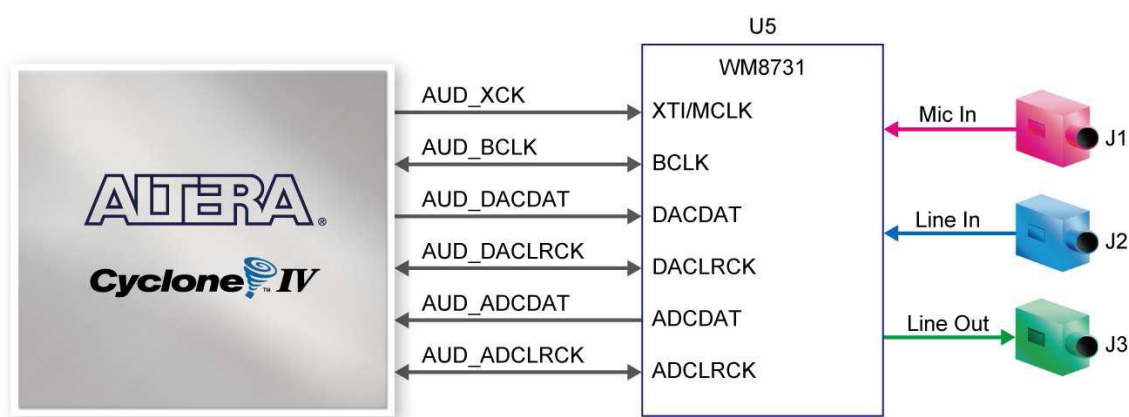 U5
WM8731
ALTERA®
Cyclone™ IV
AUD_XCK
AUD_BCLK
AUD_DACDAT
AUD_DACLRCK
AUD_ADCDAT
AUD_ADCLRCK
XTI/MCLK
BCLK
DACDAT
DACLRCK
ADCDAT
ADCLRCK
Mic In
J1
Line In
J2
Line Out
J3